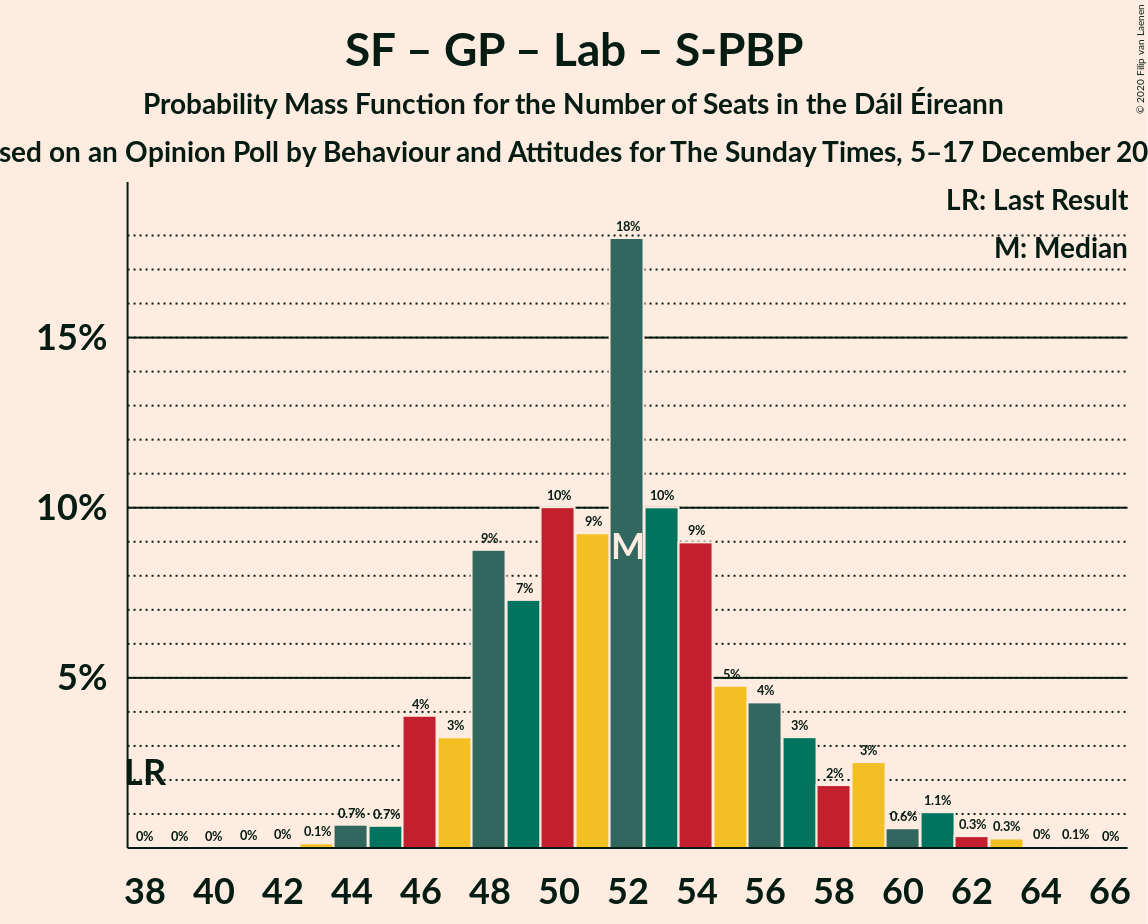 SF – GP – Lab – S-PBP
Probability Mass Function for the Number of Seats in the Dáil Éireann
sed on an Opinion Poll by Behaviour and Attitudes for The Sunday Times, 5–17 December 20
© 2020 Filip van Laenen
LR: Last Result
M: Median
15%
10%
5%
LR
M
0% 0% 0% 0% 0% 0.1% 0.7% 0.7% 4% 3% 9% 7% 10% 9% 18% 10% 9% 5% 4% 3% 2% 3% 0.6% 1.1% 0.3% 0.3% 0% 0.1% 0%
38 40 42 44 46 48 50 52 54 56 58 60 62 64 66